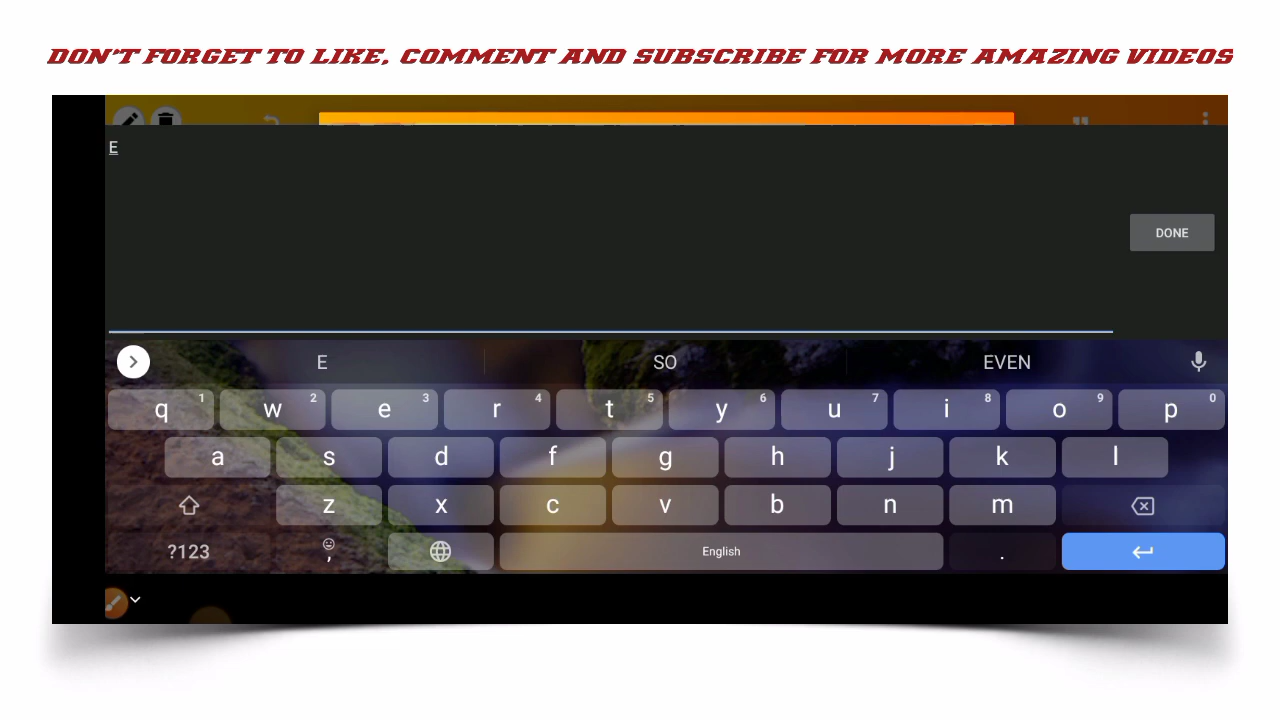 DON'T FORGET TO LIKE, COMMENT AND SUBSCRIBE FOR MORE AMAZING VIDEOS
E
DONE
E SO EVEN
q 1 w 2 e 3 r 4 t 5 y 6 u 7 i 8 o 9 p 0
a s d f g h j k l
z x c v b n m
?123 , English .